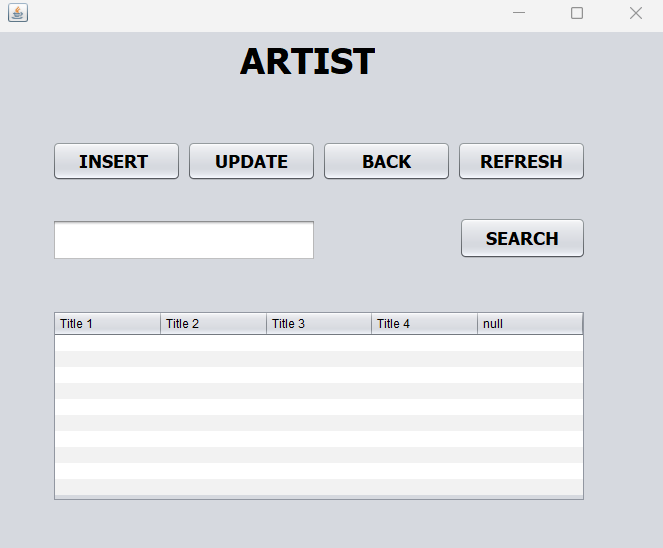 ARTIST
INSERT UPDATE BACK REFRESH
SEARCH
Title 1 Title 2 Title 3 Title 4 null